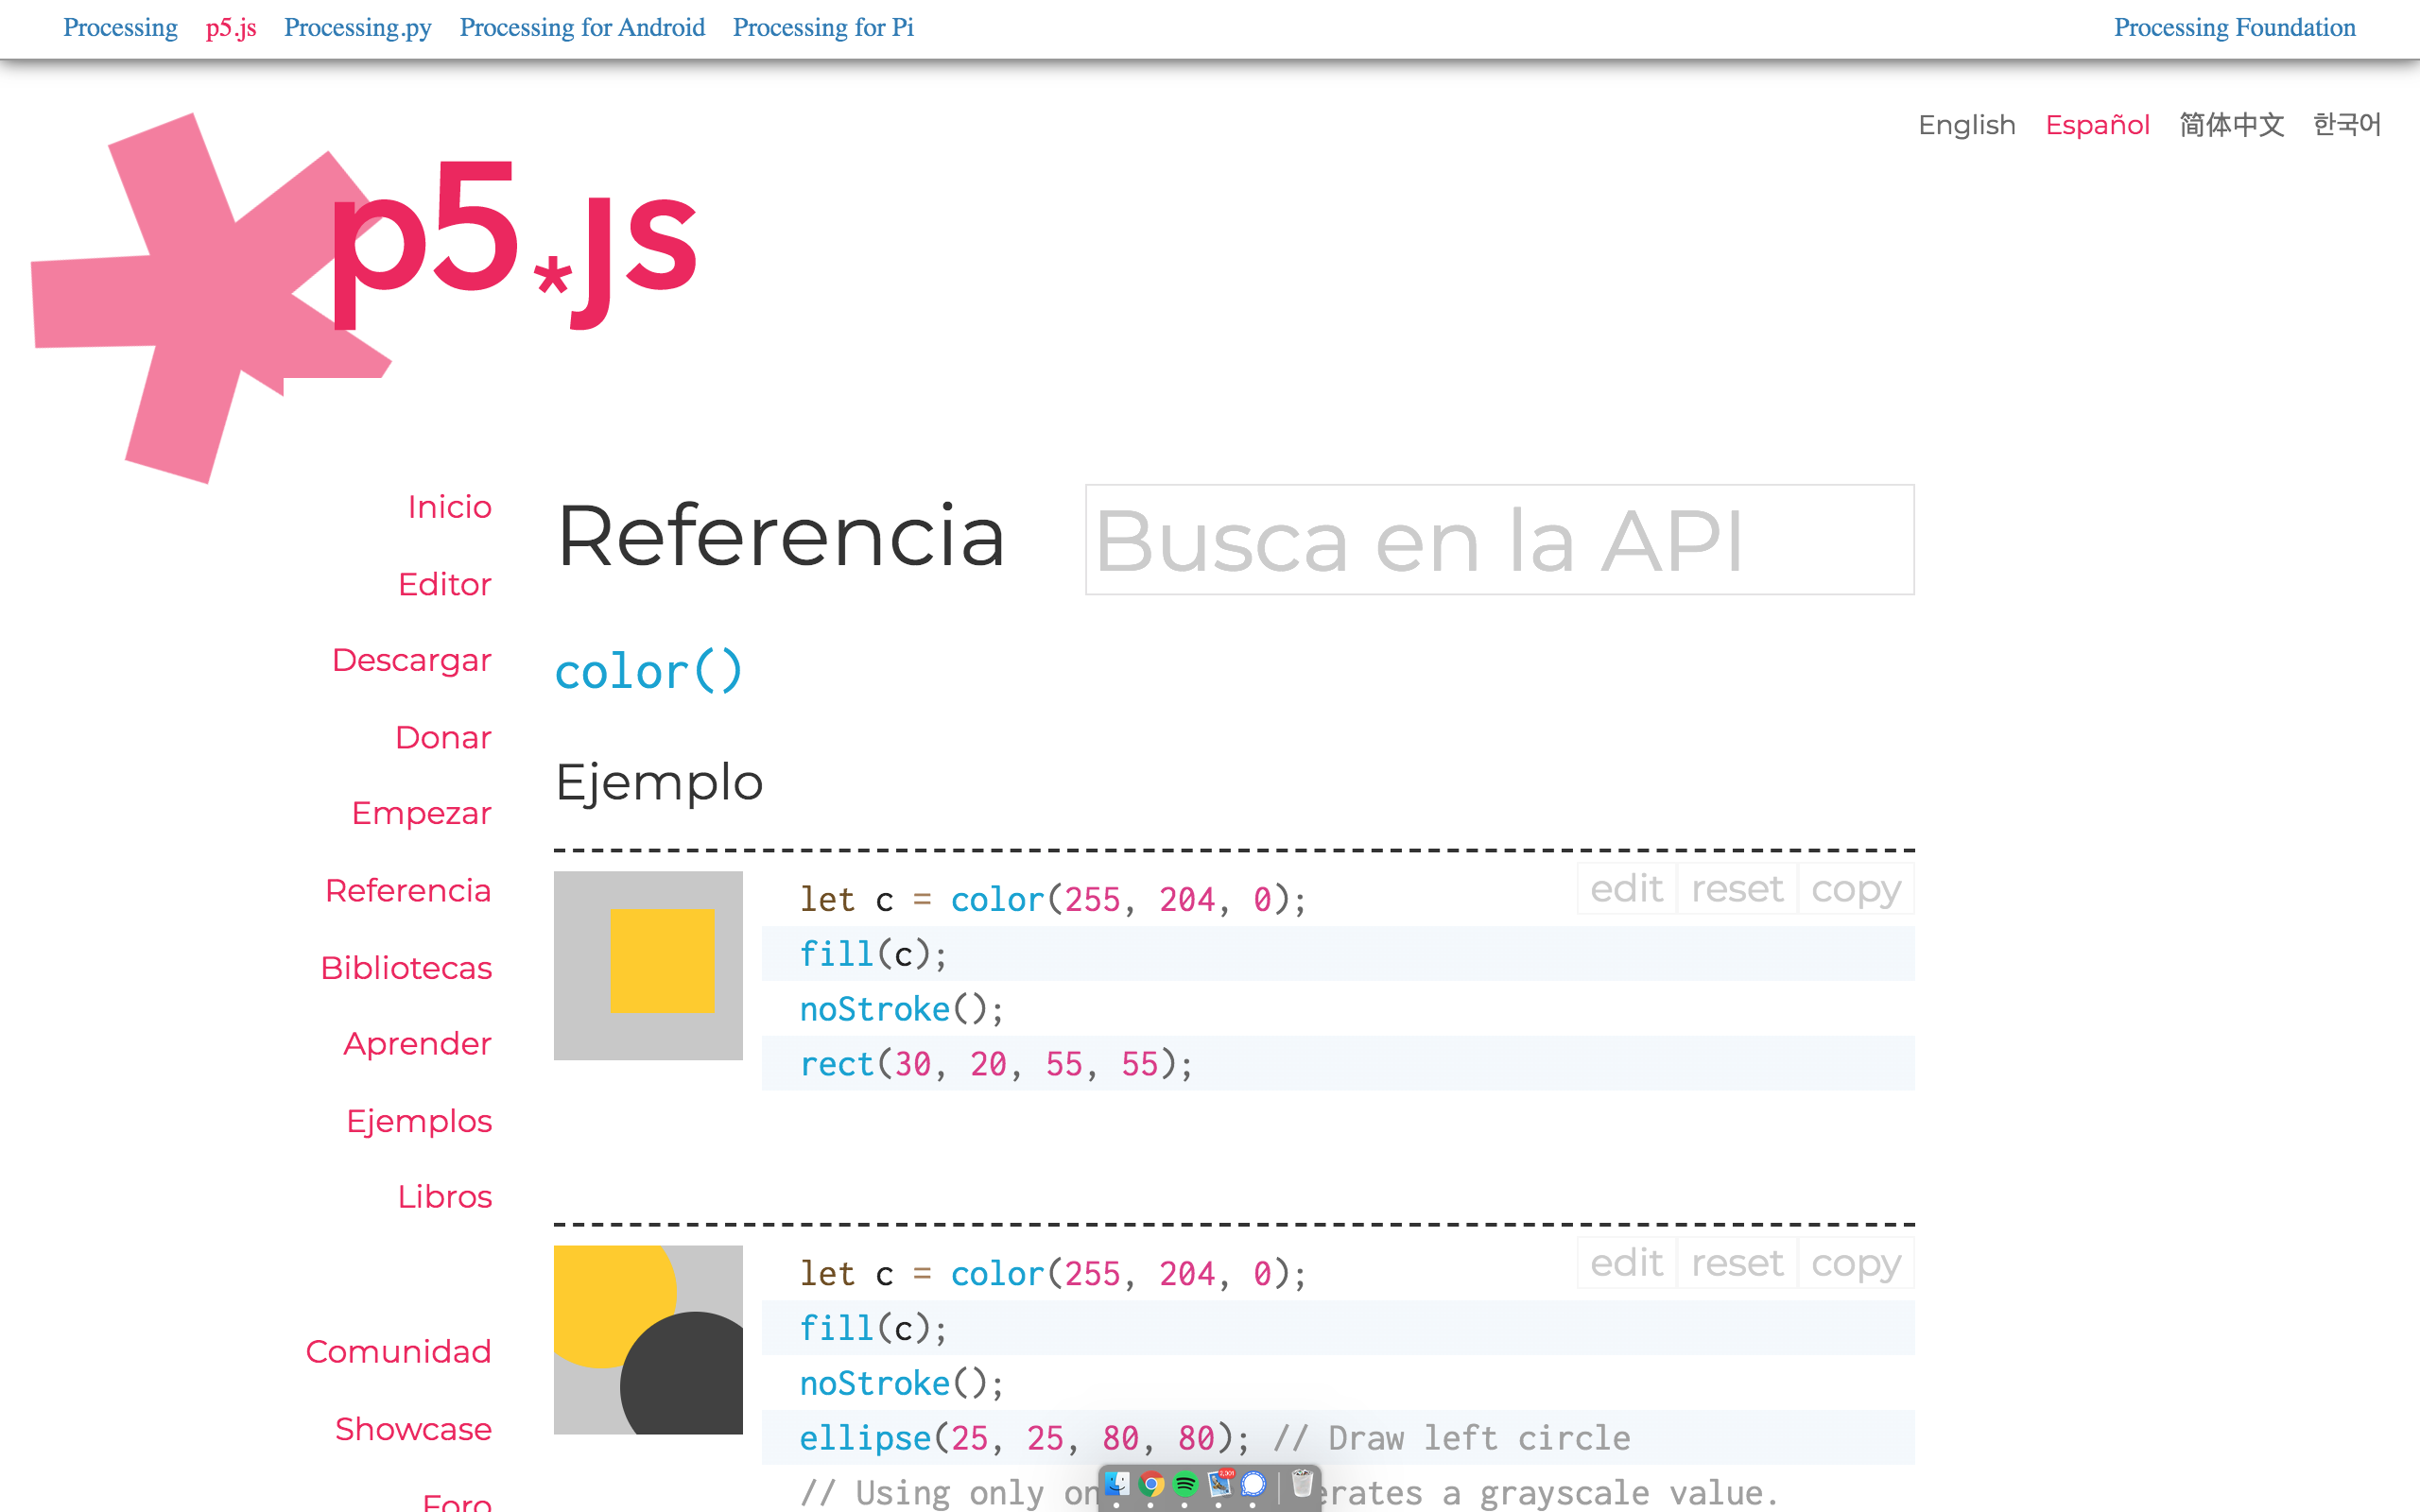 Processing p5.js Processing.py Processing for Android Processing for Pi Processing Foundation
English Español 简体中文 한국어
p5.js
Inicio
Editor
Descargar
Donar
Empezar
Referencia
Bibliotecas
Aprender
Ejemplos
Libros
Comunidad
Showcase
Foro
Referencia
Busca en la API
color()
Ejemplo
edit reset copy
let c = color(255, 204, 0);
fill(c);
noStroke();
rect(30, 20, 55, 55);
edit reset copy
let c = color(255, 204, 0);
fill(c);
noStroke();
ellipse(25, 25, 80, 80); // Draw left circle
// Using only a grayscale value.
2,301